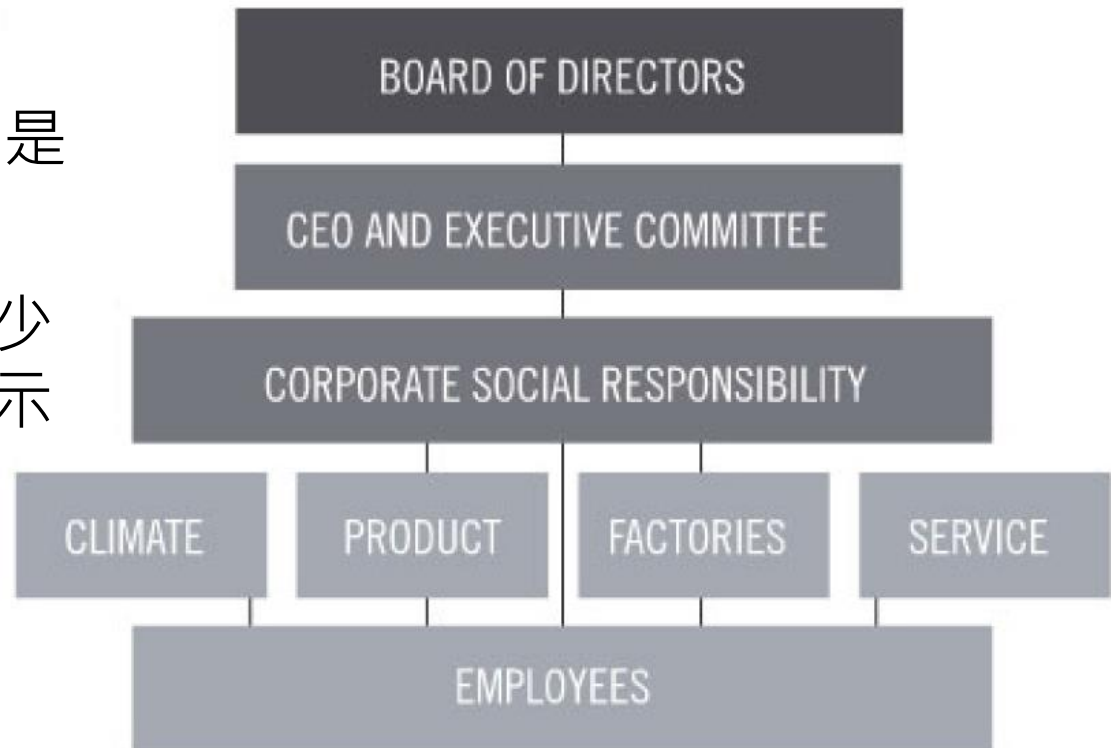 是
少
示
BOARD OF DIRECTORS
CEO AND EXECUTIVE COMMITTEE
CORPORATE SOCIAL RESPONSIBILITY
CLIMATE PRODUCT FACTORIES SERVICE
EMPLOYEES